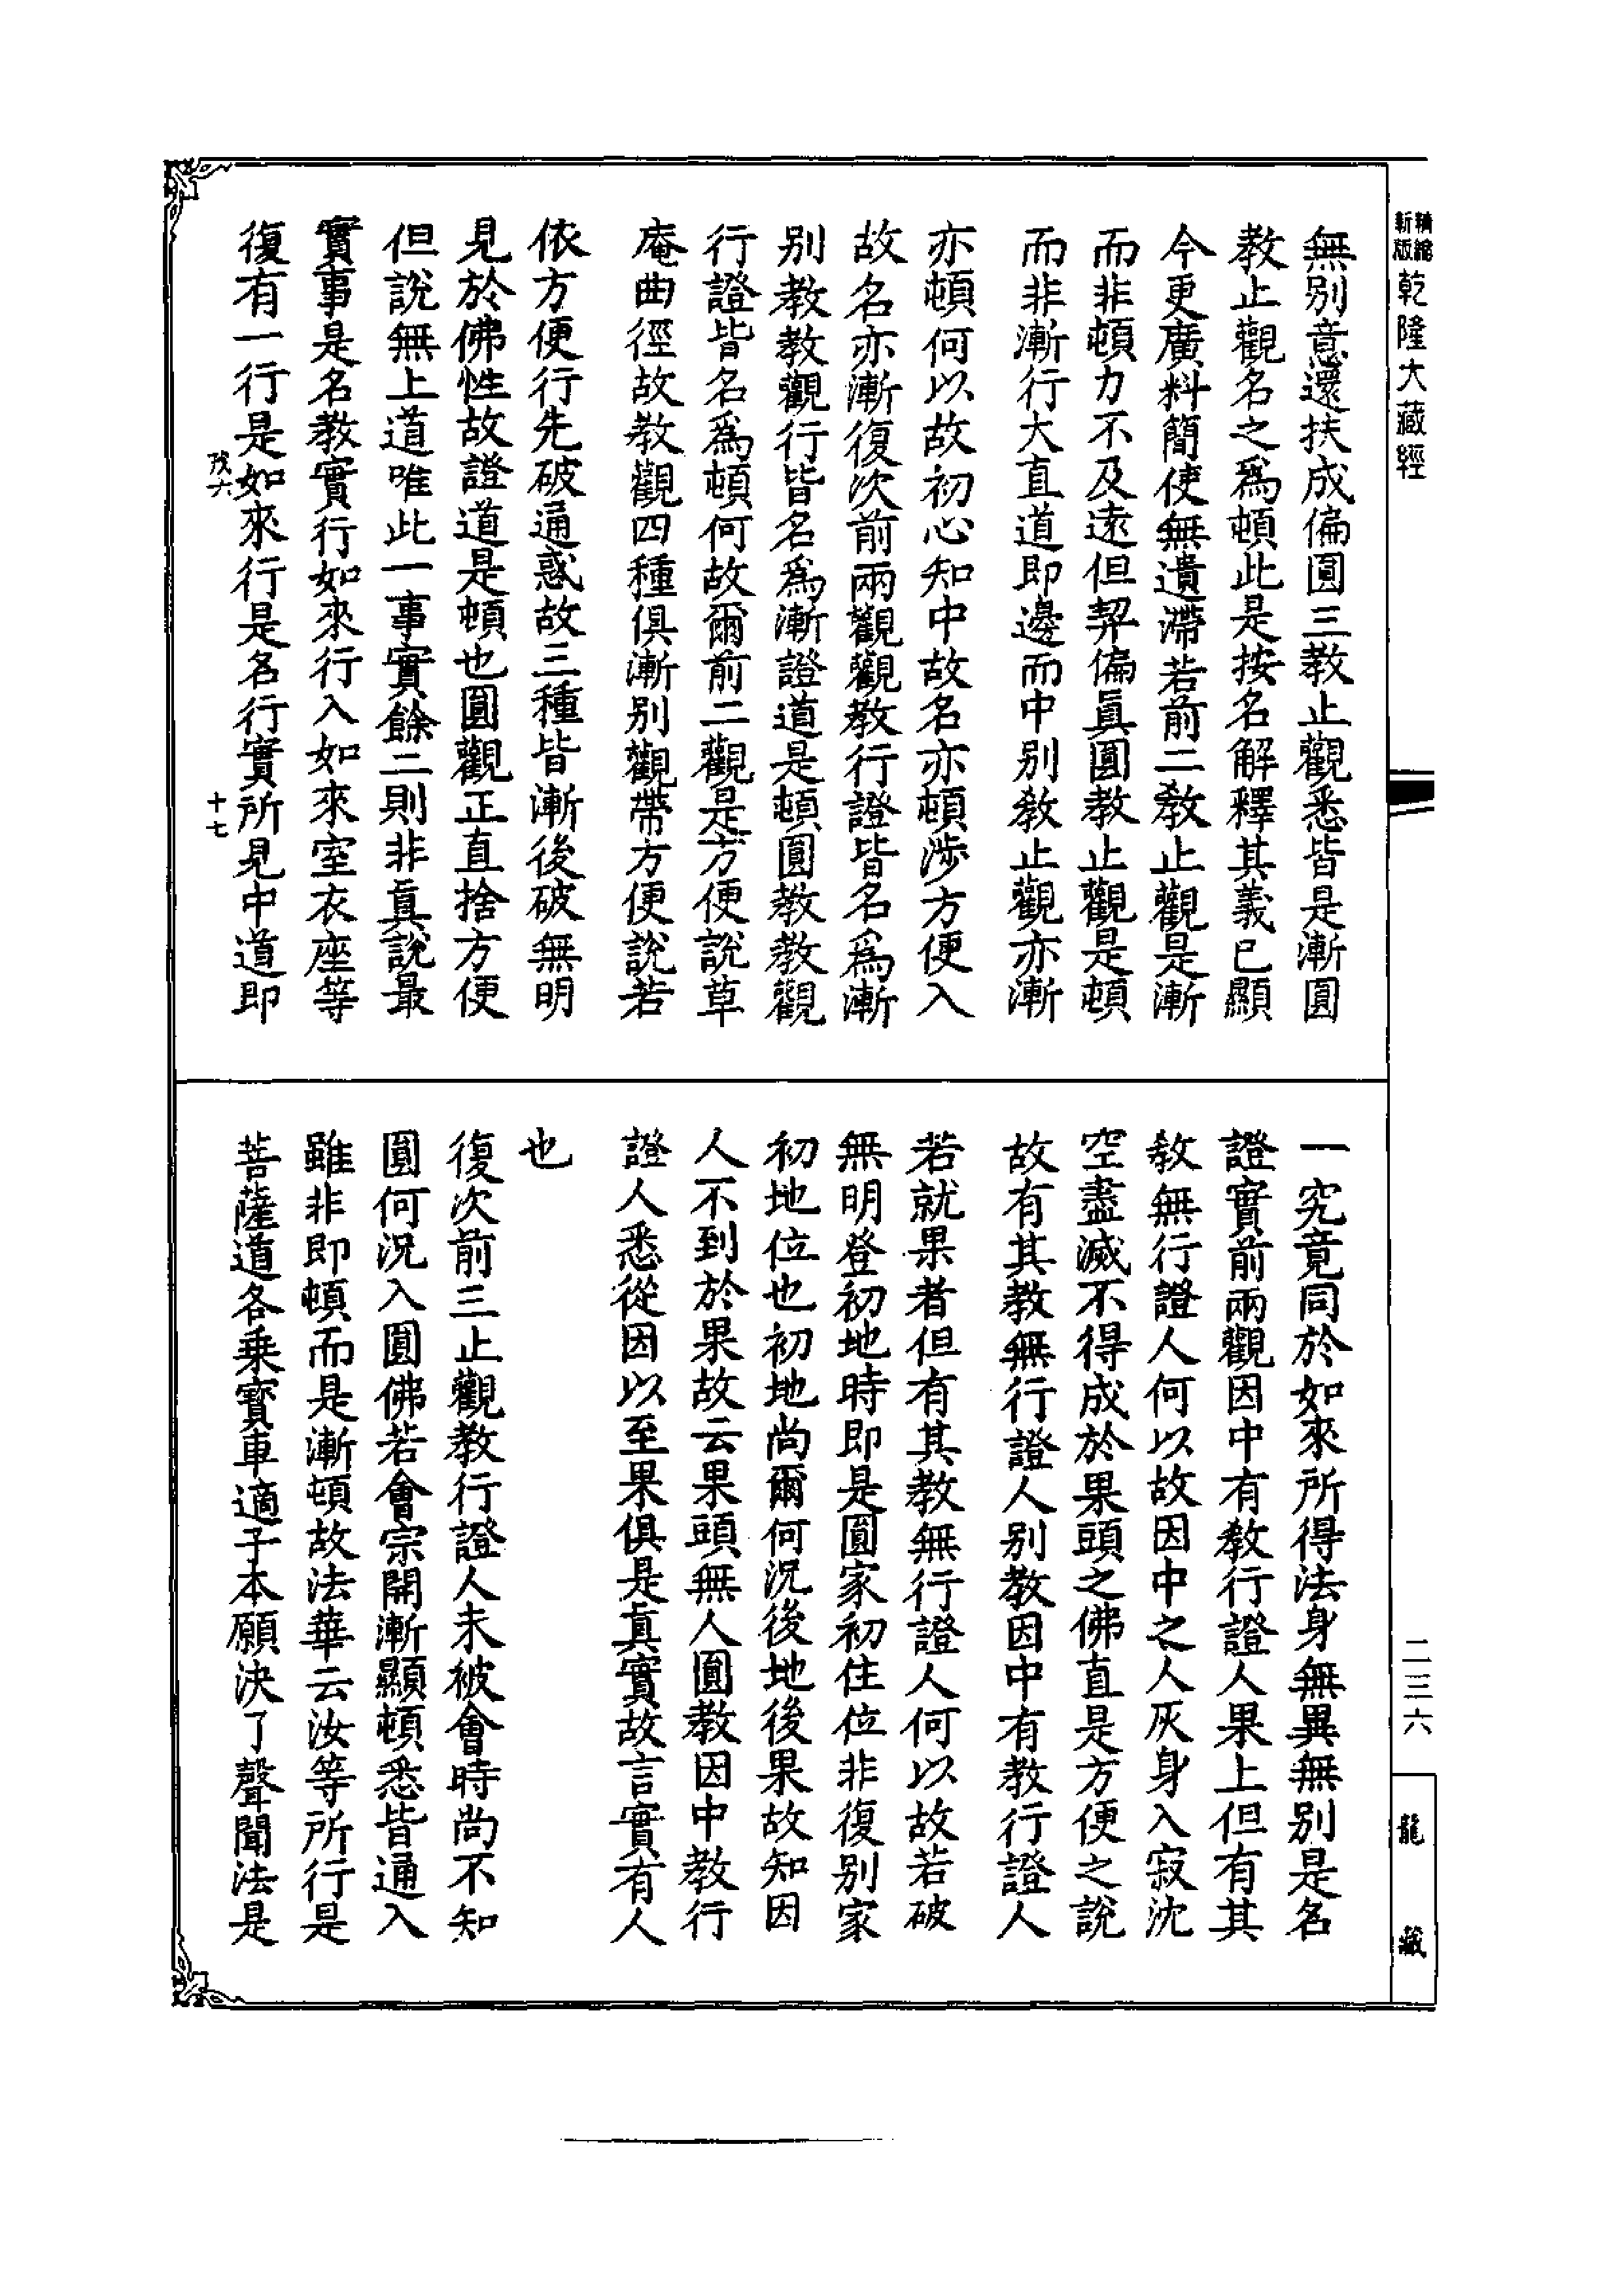 精縮
新版
乾隆大藏經
無別意還扶成偏圓三教止觀悉皆是漸圓
教止觀名之爲頓此是按名解釋其義已顯
今更廣料簡使無遺滯若前二教止觀是漸
而非頓力不及遠但契偏眞圓教止觀是頓
而非漸行大直道即邊而中別教止觀亦漸
亦頓何以故初心知中故名亦頓涉方便入
故名亦漸復次前兩觀觀教行證皆名爲漸
別教教觀行皆名爲漸證道是頓圓教教觀
行證皆名爲頓何故爾前二觀是方便說草
庵曲徑故教觀四種俱漸別觀帶方便說若
依方便行先破通惑故三種皆漸後破無明
見於佛性故證道是頓也圓觀正直捨方便
但說無上道唯此一事實餘二則非眞說最
實事是名教實行如來行入如來室衣座等
復有一行是如來行是名行實所見中道即
十七
一究竟同於如來所得法身無異無別是名
證實前兩觀因中有教行證人果上但有其
教無行證人何以故因中之人灰身入寂沈
空盡滅不得成於果頭之佛直是方便之說
故有其教無行證人別教因中有教行證人
若就果者但有其教無行證人何以故若破
無明登初地時即是圓家初住位非復別家
初地位也初地尚爾何況後地後果故知因
人不到於果故云果頭無人圓教因中教行
證人悉從因以至果俱是眞實故言實有人
也
復次前三止觀教行證人未被會時尚不知
圓何況入圓佛若會宗開漸顯頓悉皆通入
雖非即頓而是漸頓故法華云汝等所行是
菩薩道各乘寶車適子本願決了聲聞法是
二三六
龍藏